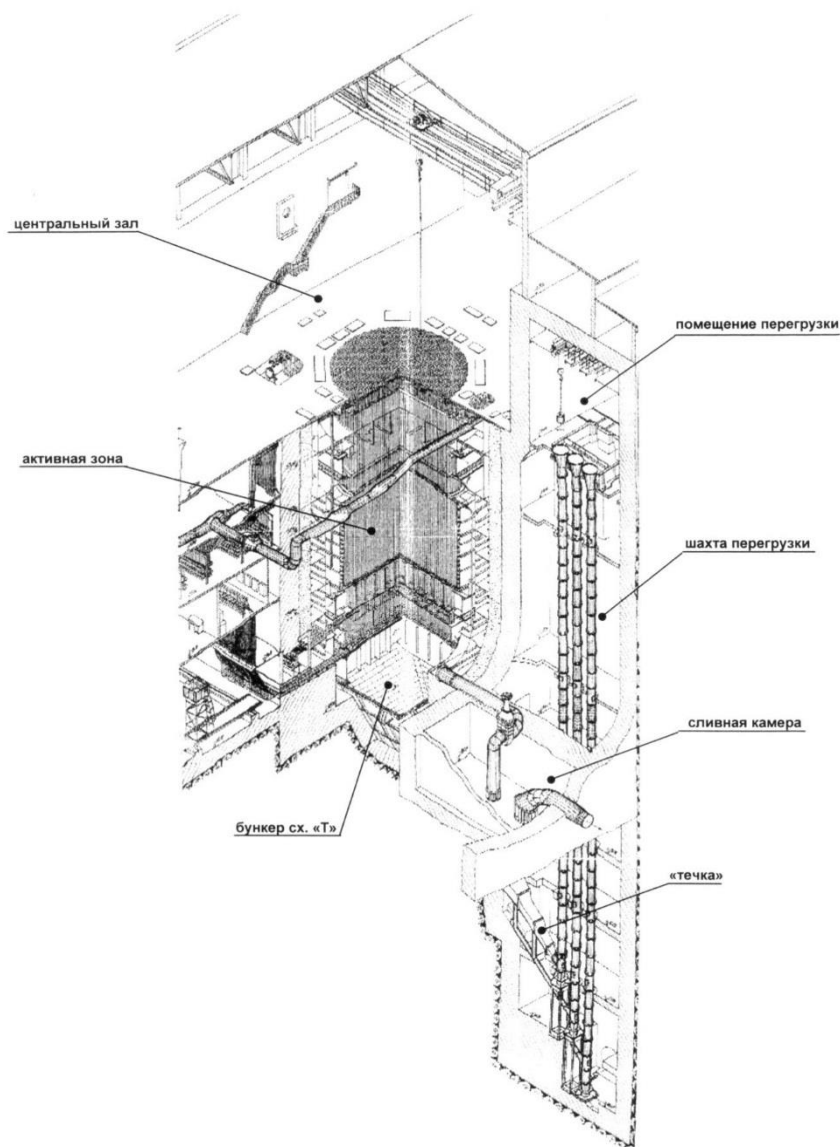 центральный зал
помещение перегрузки
активная зона
шахта перегрузки
сливная камера
бункер сх. «Т»
«течка»